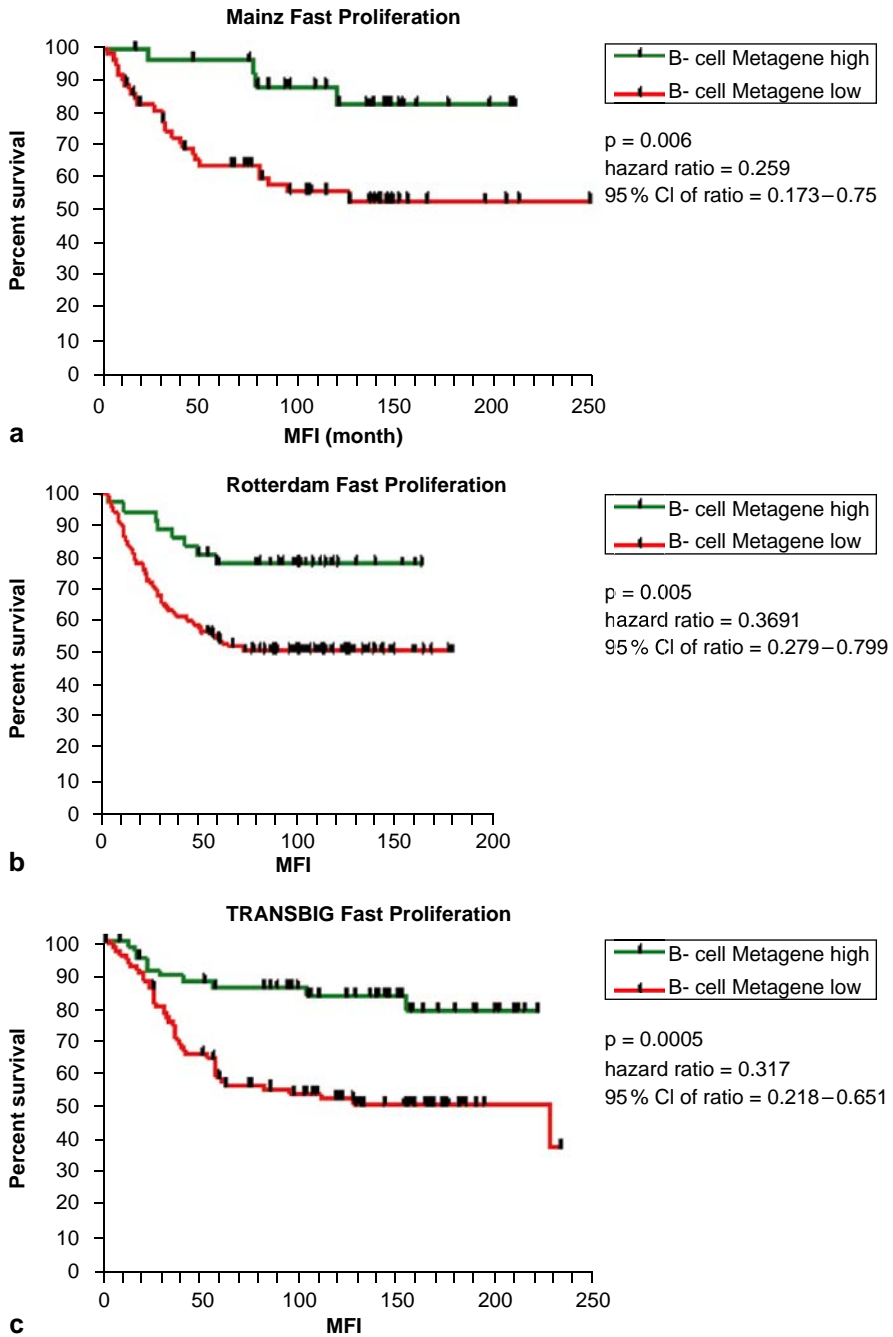 Mainz Fast Proliferation
Percent survival
100
90
80
70
60
50
40
30
20
10
0
0 50 100 150 200 250
MFI (month)
B- cell Metagene high
B- cell Metagene low
p = 0.006
hazard ratio = 0.259
95% CI of ratio = 0.173–0.75
a
Rotterdam Fast Proliferation
Percent survival
100
90
80
70
60
50
40
30
20
10
0
0 50 100 150 200
MFI
B- cell Metagene high
B- cell Metagene low
p = 0.005
hazard ratio = 0.3691
95% CI of ratio = 0.279–0.799
b
TRANSBIG Fast Proliferation
Percent survival
100
90
80
70
60
50
40
30
20
10
0
0 50 100 150 200 250
MFI
B- cell Metagene high
B- cell Metagene low
p = 0.0005
hazard ratio = 0.317
95% CI of ratio = 0.218–0.651
c